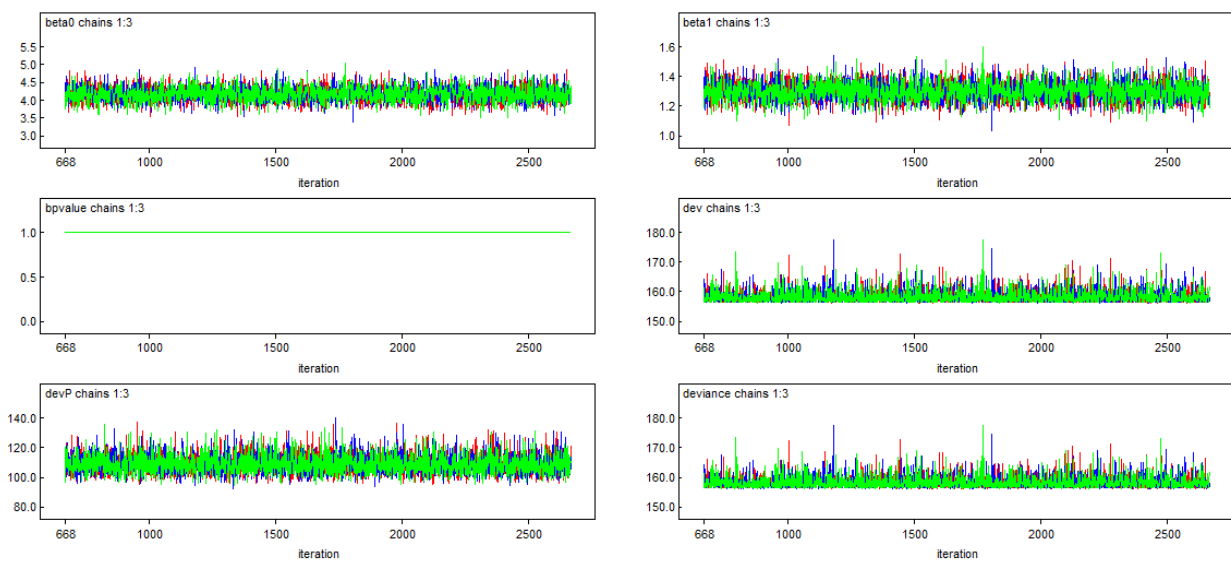 beta0 chains 1:3
5.5
5.0
4.5
4.0
3.5
3.0
668 1000 1500 2000 2500
iteration
beta1 chains 1:3
1.6
1.4
1.2
1.0
668 1000 1500 2000 2500
iteration
bpvalue chains 1:3
1.0
0.5
0.0
668 1000 1500 2000 2500
iteration
dev chains 1:3
180.0
170.0
160.0
150.0
668 1000 1500 2000 2500
iteration
devP chains 1:3
140.0
120.0
100.0
80.0
668 1000 1500 2000 2500
iteration
deviance chains 1:3
180.0
170.0
160.0
150.0
668 1000 1500 2000 2500
iteration